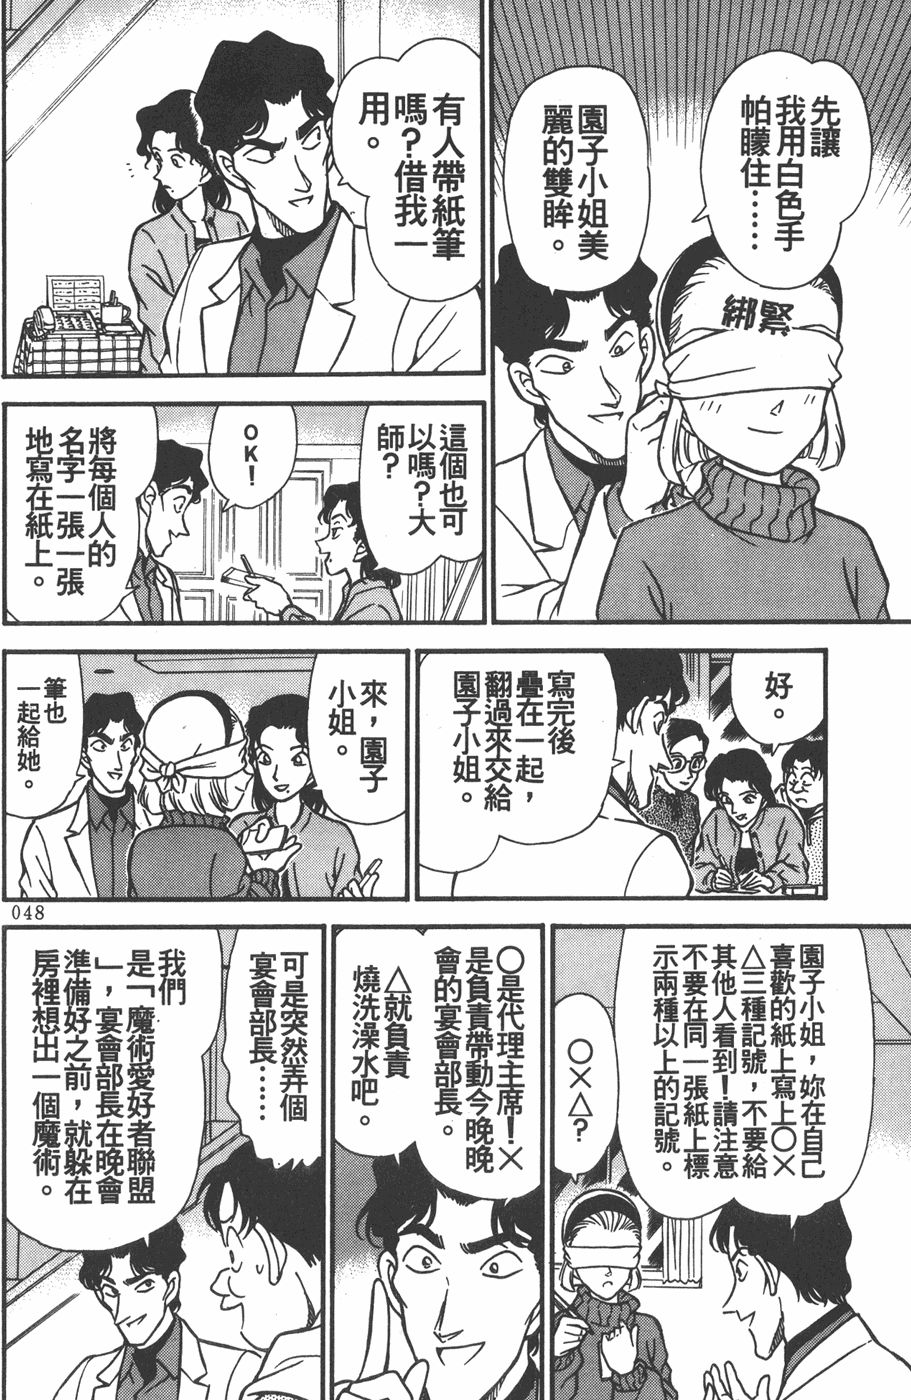 先讓
我用白色手
帕矇住……
園子小姐美
麗的雙眸。
綁緊
有人帶紙筆
嗎？借我一
用。
這個也可
以嗎？大
師？
OK！
將每個人的
名字一張一張
地寫在紙上。
好。
寫完後
疊在一起，
翻過來交給
園子小姐。
來，園子
小姐。
筆也
一起給她。
048
園子小姐，妳在自己
喜歡的紙上寫上○×
△三種記號，不要給
其他人看到！請注意
不要在同一張紙上標
示兩種以上的記號。
○×△？
○是代理主席！×
是負責帶動今晚晚
會的宴會部長。
△就負責
燒洗澡水吧。
可是突然弄個
宴會部長……
我們
是「魔術愛好者聯盟
」，宴會部長在晚會
準備好之前，就躲在
房裡想出一個魔術。